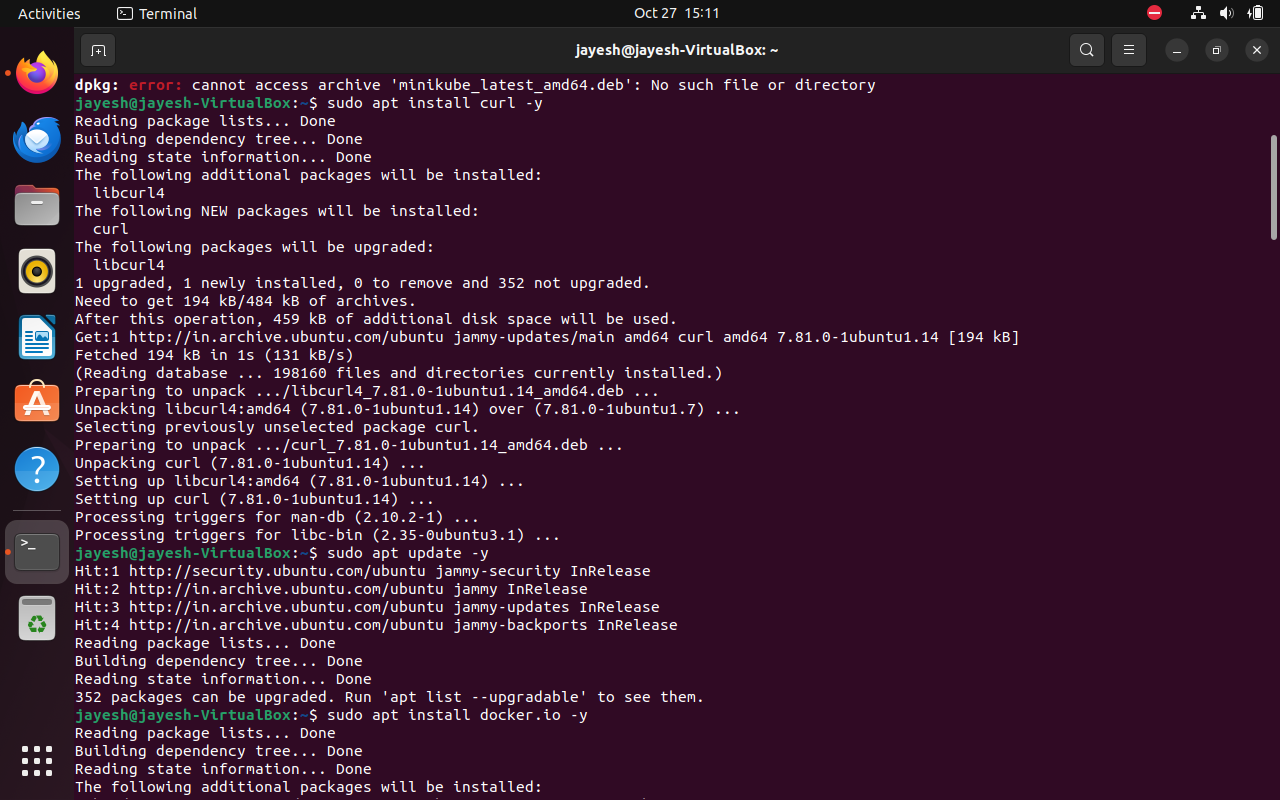 Activities
Terminal
Oct 27 15:11
jayesh@jayesh-VirtualBox: ~
dpkg: error: cannot access archive 'minikube_latest_amd64.deb': No such file or directory
jayesh@jayesh-VirtualBox:~$ sudo apt install curl -y
Reading package lists... Done
Building dependency tree... Done
Reading state information... Done
The following additional packages will be installed:
  libcurl4
The following NEW packages will be installed:
  curl
The following packages will be upgraded:
  libcurl4
1 upgraded, 1 newly installed, 0 to remove and 352 not upgraded.
Need to get 194 kB/484 kB of archives.
After this operation, 459 kB of additional disk space will be used.
Get:1 http://in.archive.ubuntu.com/ubuntu jammy-updates/main amd64 curl amd64 7.81.0-1ubuntu1.14 [194 kB]
Fetched 194 kB in 1s (131 kB/s)
(Reading database ... 198160 files and directories currently installed.)
Preparing to unpack .../libcurl4_7.81.0-1ubuntu1.14_amd64.deb ...
Unpacking libcurl4:amd64 (7.81.0-1ubuntu1.14) over (7.81.0-1ubuntu1.7) ...
Selecting previously unselected package curl.
Preparing to unpack .../curl_7.81.0-1ubuntu1.14_amd64.deb ...
Unpacking curl (7.81.0-1ubuntu1.14) ...
Setting up libcurl4:amd64 (7.81.0-1ubuntu1.14) ...
Setting up curl (7.81.0-1ubuntu1.14) ...
Processing triggers for man-db (2.10.2-1) ...
Processing triggers for libc-bin (2.35-0ubuntu3.1) ...
jayesh@jayesh-VirtualBox:~$ sudo apt update -y
Hit:1 http://security.ubuntu.com/ubuntu jammy-security InRelease
Hit:2 http://in.archive.ubuntu.com/ubuntu jammy InRelease
Hit:3 http://in.archive.ubuntu.com/ubuntu jammy-updates InRelease
Hit:4 http://in.archive.ubuntu.com/ubuntu jammy-backports InRelease
Reading package lists... Done
Building dependency tree... Done
Reading state information... Done
352 packages can be upgraded. Run 'apt list --upgradable' to see them.
jayesh@jayesh-VirtualBox:~$ sudo apt install docker.io -y
Reading package lists... Done
Building dependency tree... Done
Reading state information... Done
The following additional packages will be installed: